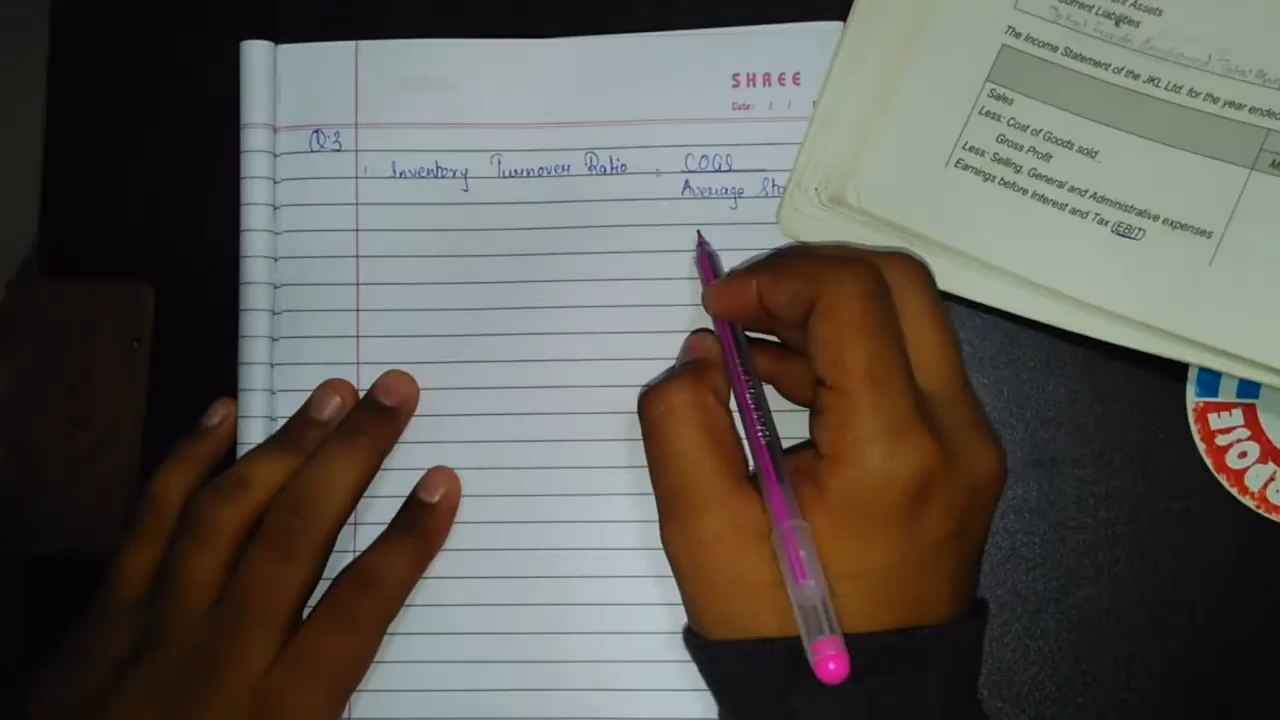 SHREE
Date: / /
Q.3
1. Inventory Turnover Ratio = COGS
Average Sto
Assets
Current Liabilities
The Income Statement of the JKL Ltd. for the year ended
Sales
Less: Cost of Goods sold
Gross Profit
Less: Selling, General and Administrative expenses
Earnings before Interest and Tax (EBIT)